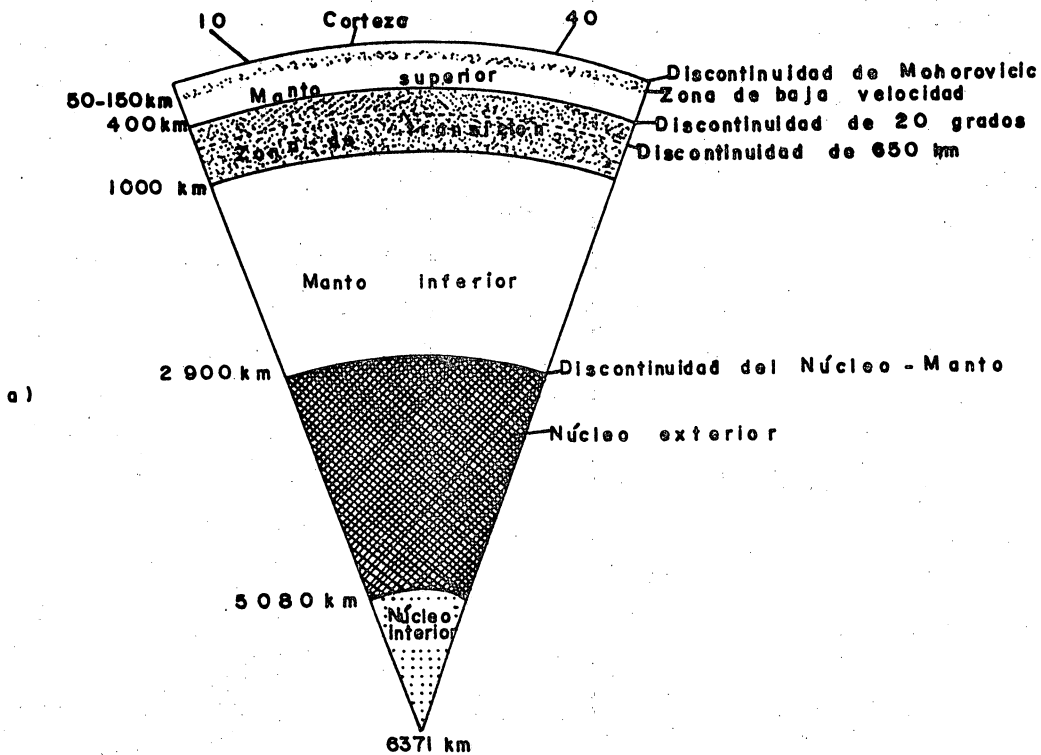 10 Corteza 40
Manto superior
50-150km
400km
Zona de transición
1000 km
Discontinuidad de Mohorovicic
Zona de baja velocidad
Discontinuidad de 20 grados
Discontinuidad de 650 km
Manto inferior
2 900 km
Discontinuidad del Núcleo - Manto
a)
Núcleo exterior
5 080 km
Núcleo
interior
6371 km